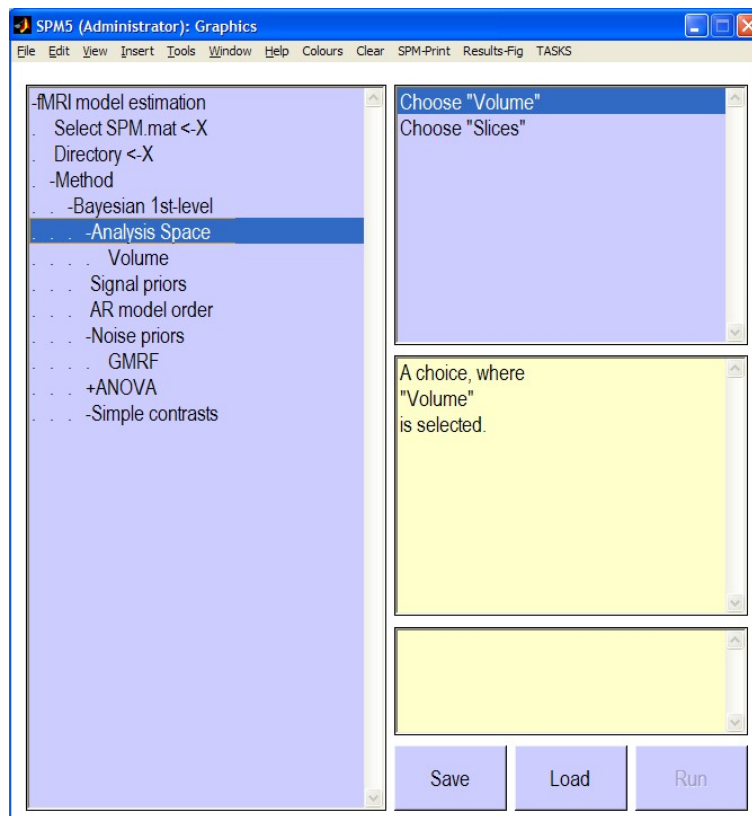 SPM5 (Administrator): Graphics
File Edit View Insert Tools Window Help Colours Clear SPM-Print Results-Fig TASKS
-fMRI model estimation
. Select SPM.mat <-X
. Directory <-X
. -Method
. . -Bayesian 1st-level
. . . -Analysis Space
. . . . Volume
. . . Signal priors
. . . AR model order
. . . -Noise priors
. . . . GMRF
. . . +ANOVA
. . . -Simple contrasts
Choose "Volume"
Choose "Slices"
A choice, where
"Volume"
is selected.
Save Load Run